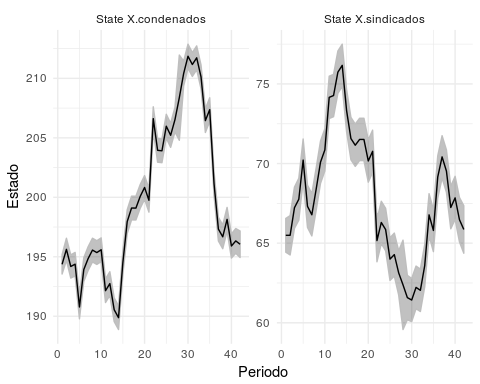 State X.condenados
State X.sindicados
Estado
210
205
200
195
190
75
70
65
60
0 10 20 30 40
0 10 20 30 40
Periodo